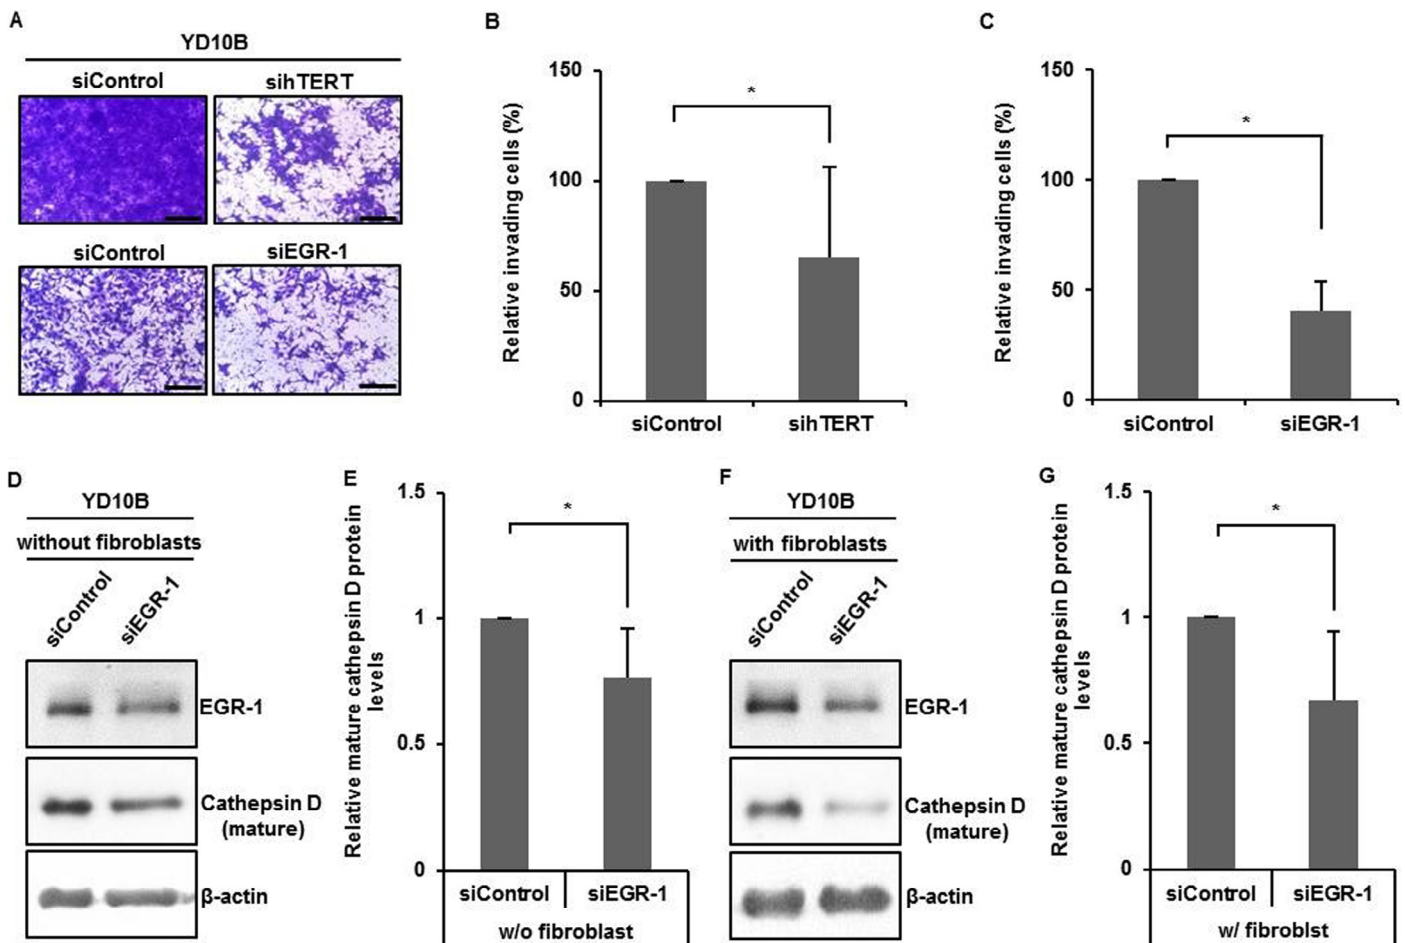 A
YD10B
siControl
sihTERT
siControl
siEGR-1
B
Relative invading cells (%)
150
100
50
0
*
siControl
sihTERT
C
Relative invading cells (%)
150
100
50
0
*
siControl
siEGR-1
D
YD10B
without fibroblasts
siControl
siEGR-1
EGR-1
Cathepsin D
(mature)
β-actin
E
Relative mature cathepsin D protein
levels
1.5
1
0.5
0
*
siControl
siEGR-1
w/o fibroblast
F
YD10B
with fibroblasts
siControl
siEGR-1
EGR-1
Cathepsin D
(mature)
β-actin
G
Relative mature cathepsin D protein
levels
1.5
1
0.5
0
*
siControl
siEGR-1
w/ fibroblst